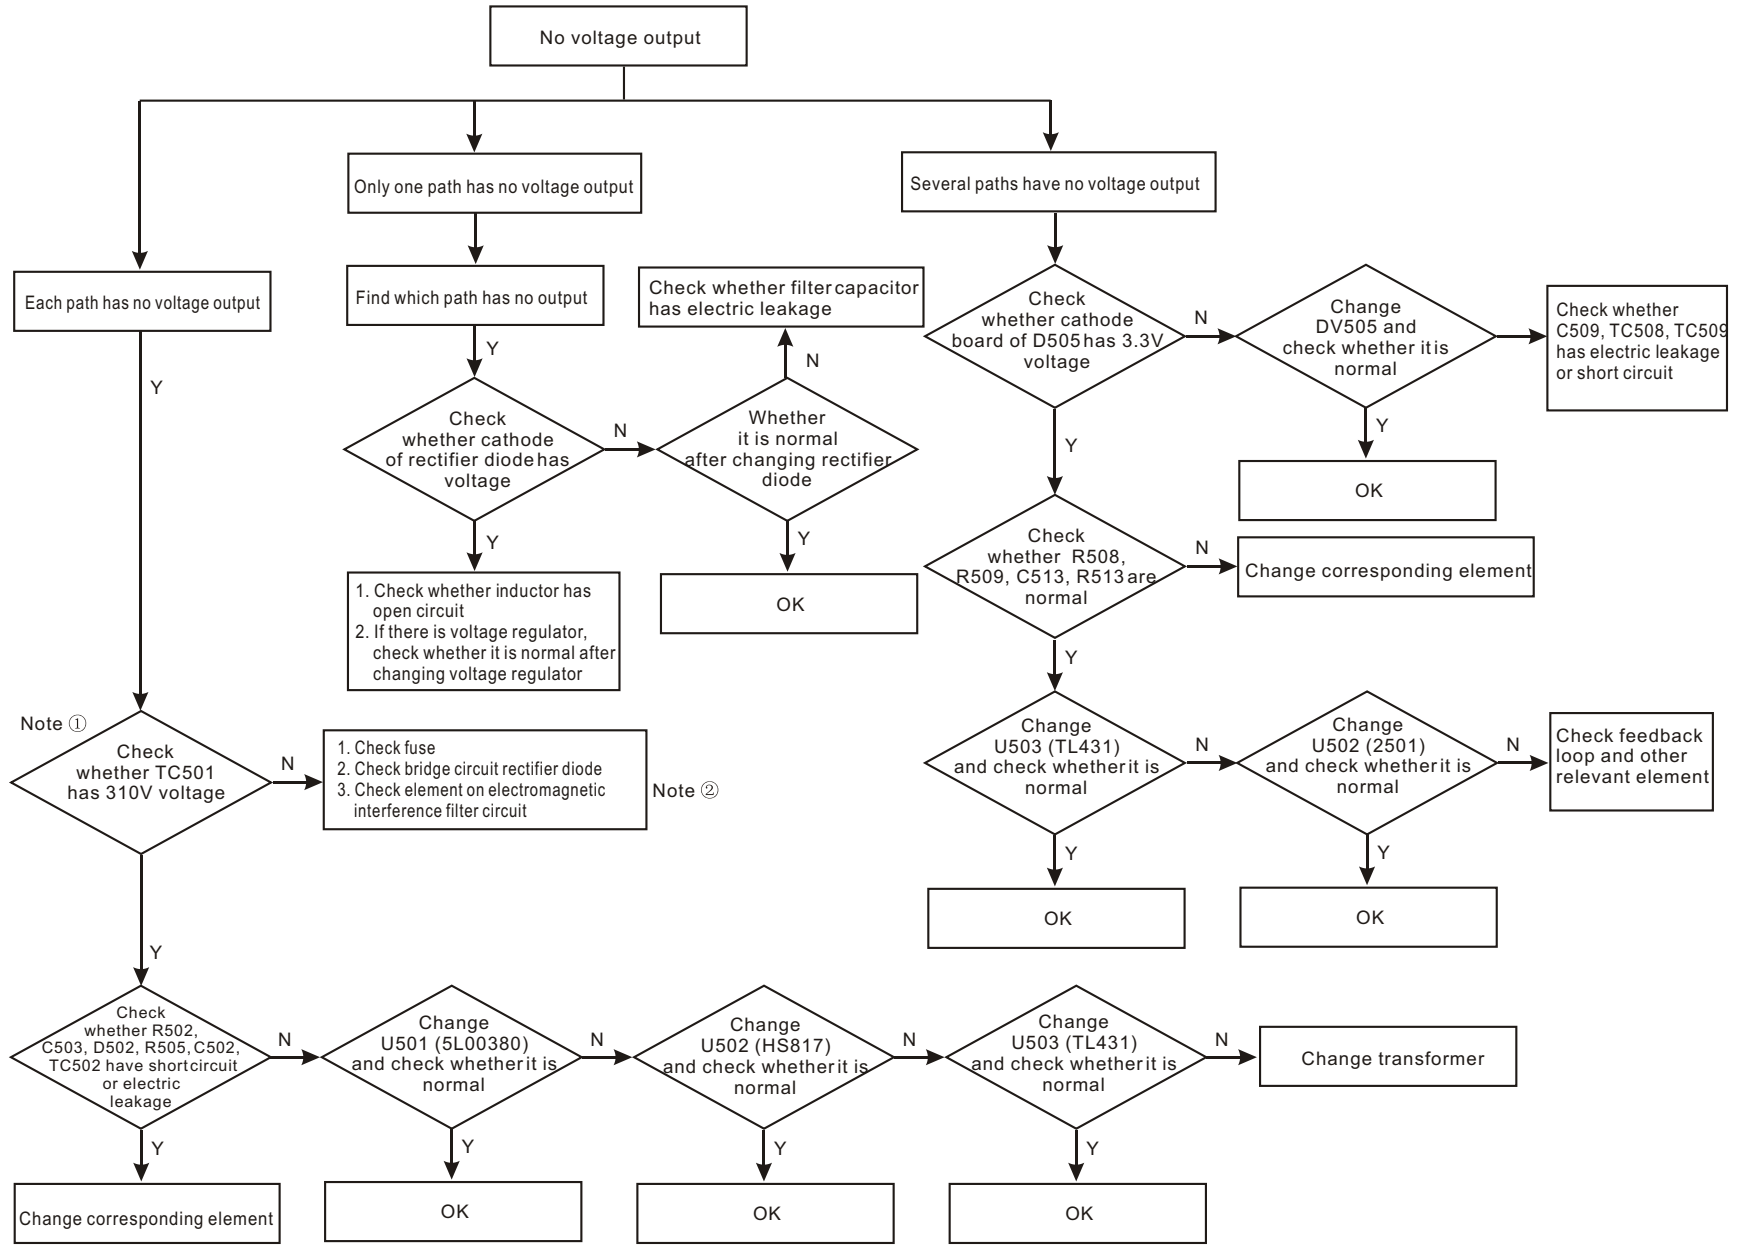 No voltage output
Only one path has no voltage output
Several paths have no voltage output
Each path has no voltage output
Y
Find which path has no output
Y
Check whether filter capacitor
has electric leakage
N
Check
whether cathode
of rectifier diode has
voltage
N
Whether
it is normal
after changing rectifier
diode
Y
Y
1. Check whether inductor has
open circuit
2. If there is voltage regulator,
check whether it is normal after
changing voltage regulator
OK
Check
whether cathode
board of D505 has 3.3V
voltage
N
Change
DV505 and
check whether it is
normal
Check whether
C509, TC508, TC509
has electric leakage
or short circuit
Y
Y
OK
Check
whether R508,
R509, C513, R513 are
normal
N
Change corresponding element
Y
Change
U503 (TL431)
and check whether it is
normal
N
Change
U502 (2501)
and check whether it is
normal
N
Check feedback
loop and other
relevant element
Y
Y
OK
OK
Note ①
Check
whether TC501
has 310V voltage
N
1. Check fuse
2. Check bridge circuit rectifier diode
3. Check element on electromagnetic
interference filter circuit
Note ②
Y
Check
whether R502,
C503, D502, R505, C502,
TC502 have short circuit
or electric
leakage
N
Change
U501 (5L00380)
and check whether it is
normal
N
Change
U502 (HS817)
and check whether it is
normal
N
Change
U503 (TL431)
and check whether it is
normal
N
Change transformer
Y
Y
Y
Y
Change corresponding element
OK
OK
OK